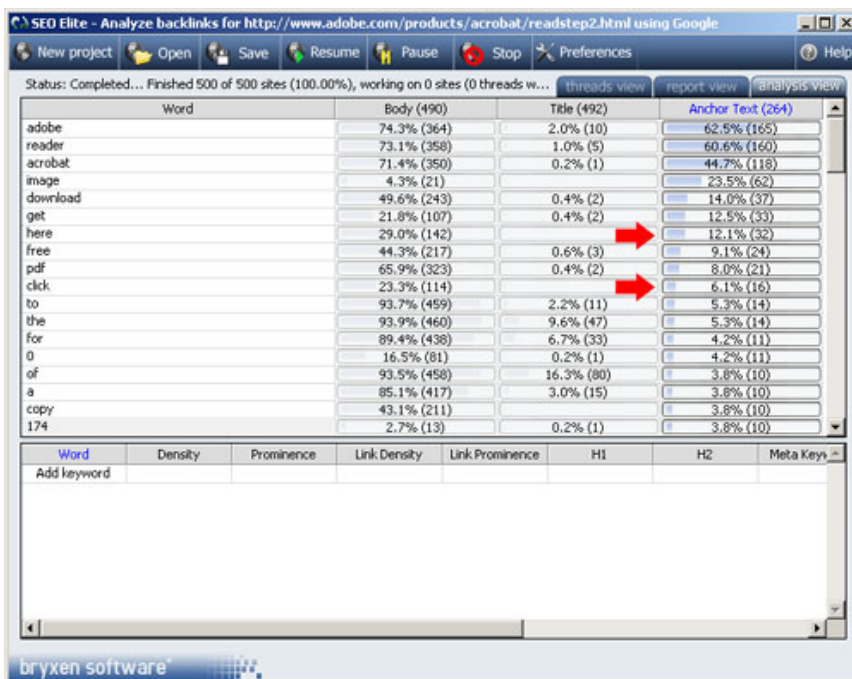 SEO Elite - Analyze backlinks for http://www.adobe.com/products/acrobat/readstep2.html using Google
New project Open Save Resume Pause Stop Preferences Help
Status: Completed... Finished 500 of 500 sites (100.00%), working on 0 sites (0 threads w... threads view report view analysis view
Word Body (490) Title (492) Anchor Text (264)
adobe 74.3% (364) 2.0% (10) 62.5% (165)
reader 73.1% (358) 1.0% (5) 60.6% (160)
acrobat 71.4% (350) 0.2% (1) 44.7% (118)
image 4.3% (21) 23.5% (62)
download 49.6% (243) 0.4% (2) 14.0% (37)
get 21.8% (107) 0.4% (2) 12.5% (33)
here 29.0% (142) 12.1% (32)
free 44.3% (217) 0.6% (3) 9.1% (24)
pdf 65.9% (323) 0.4% (2) 8.0% (21)
click 23.3% (114) 6.1% (16)
to 93.7% (459) 2.2% (11) 5.3% (14)
the 93.9% (460) 9.6% (47) 5.3% (14)
for 89.4% (438) 6.7% (33) 4.2% (11)
0 16.5% (81) 0.2% (1) 4.2% (11)
of 93.5% (458) 16.3% (80) 3.8% (10)
a 85.1% (417) 3.0% (15) 3.8% (10)
copy 43.1% (211) 3.8% (10)
174 2.7% (13) 0.2% (1) 3.8% (10)
Word Density Prominence Link Density Link Prominence H1 H2 Meta Keyw
Add keyword
bryxen software